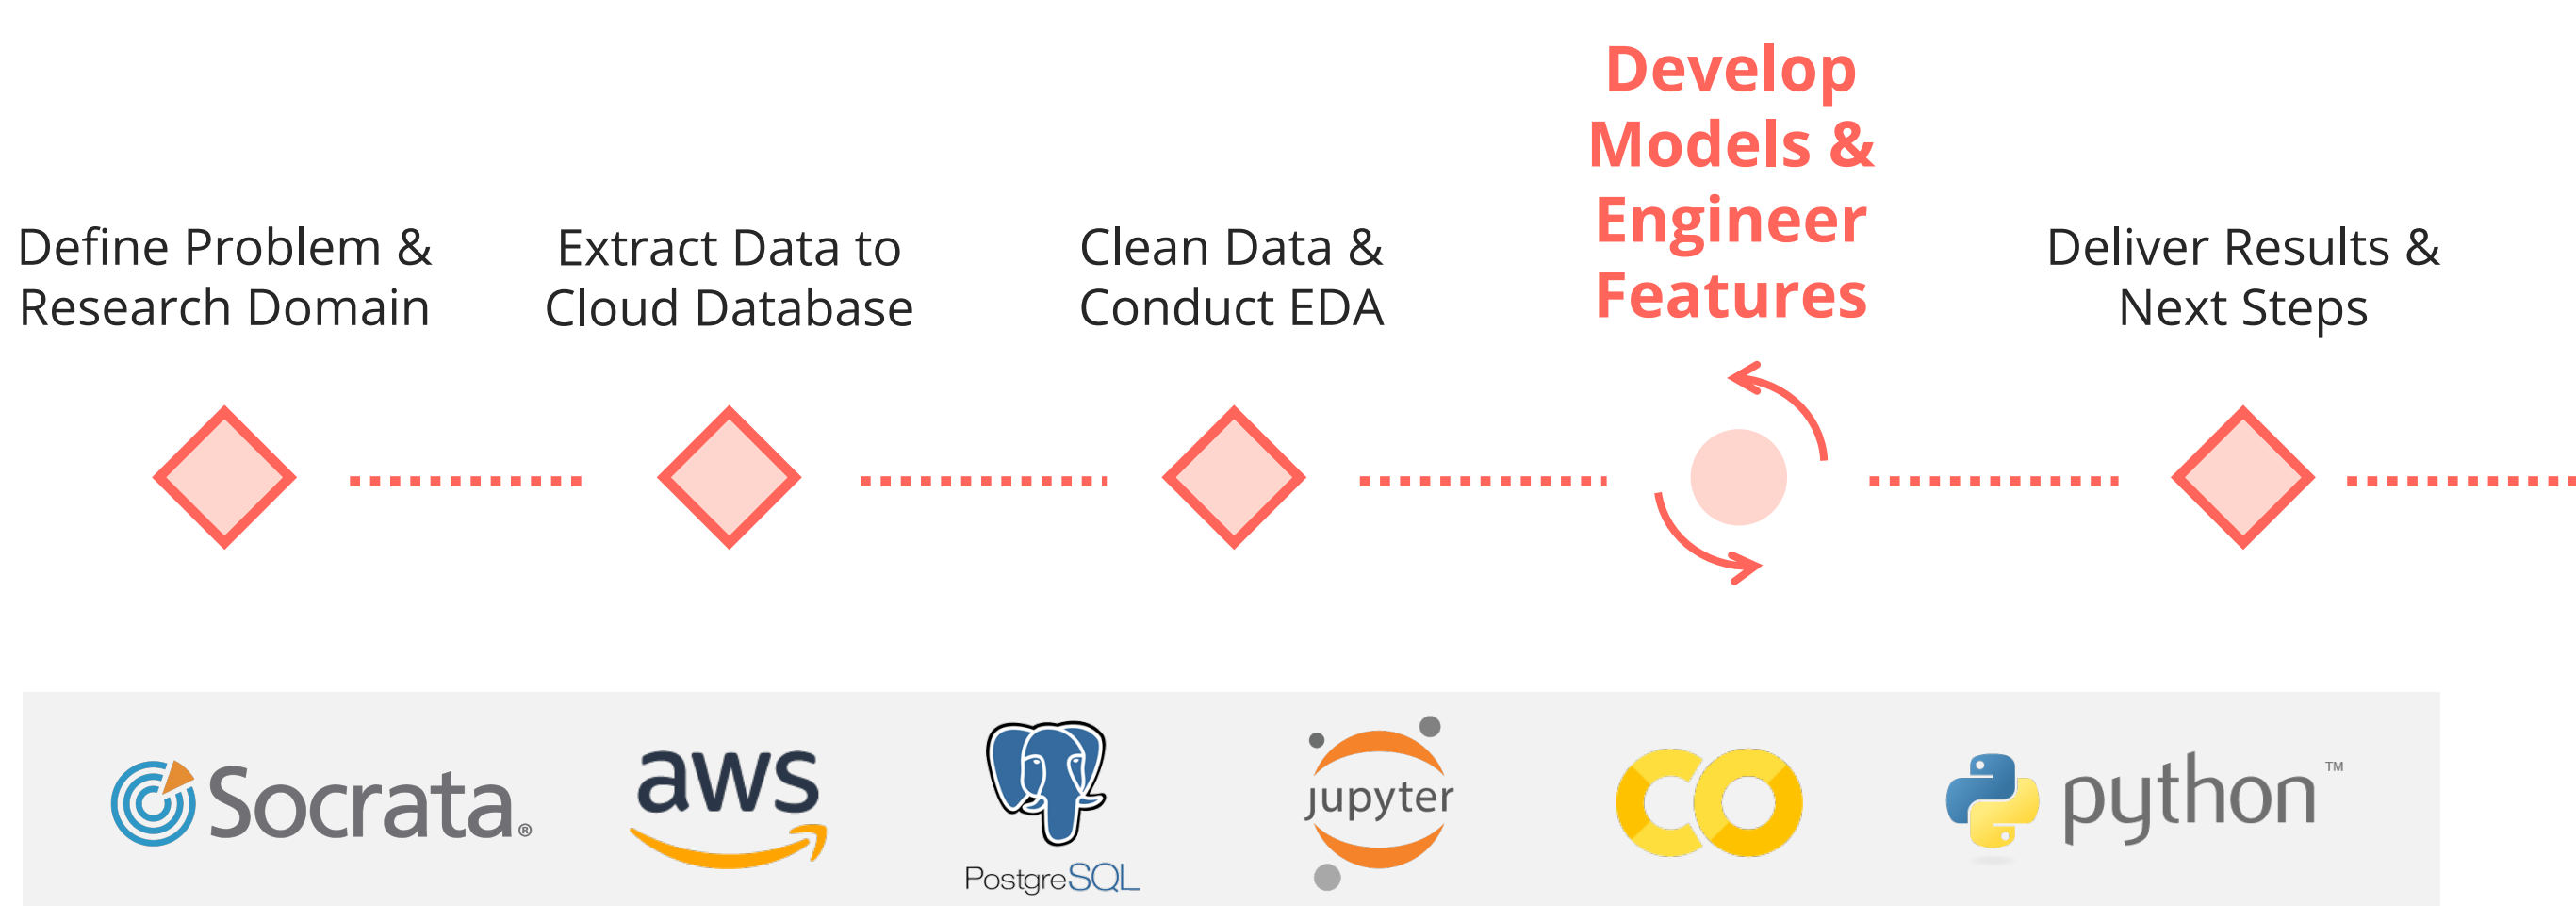 Develop
Models &
Engineer
Features
Define Problem &
Research Domain
Extract Data to
Cloud Database
Clean Data &
Conduct EDA
Deliver Results &
Next Steps
Socrata®
aws
PostgreSQL
jupyter
CO
python™